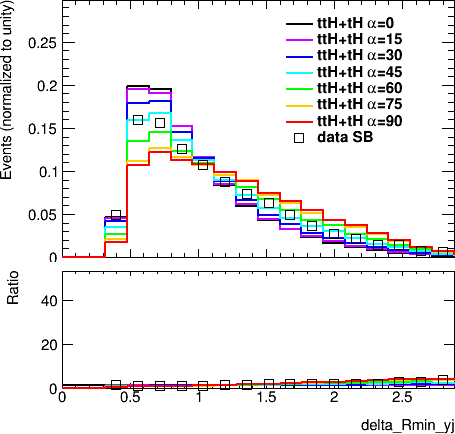 Events (normalized to unity)
0.25
0.2
0.15
0.1
0.05
0
ttH+tH α=0
ttH+tH α=15
ttH+tH α=30
ttH+tH α=45
ttH+tH α=60
ttH+tH α=75
ttH+tH α=90
data SB
Ratio
40
20
0
0 0.5 1 1.5 2 2.5
delta_Rmin_yj